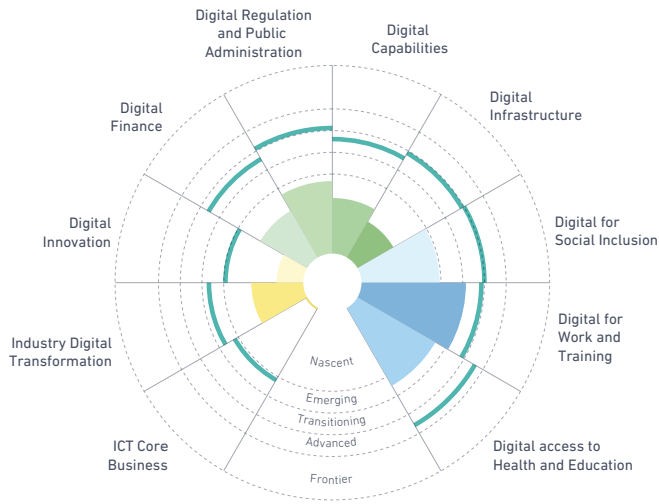 Digital Regulation
and Public
Administration
Digital
Capabilities
Digital
Infrastructure
Digital for
Social Inclusion
Digital for
Work and
Training
Digital access to
Health and Education
ICT Core
Business
Industry Digital
Transformation
Digital
Innovation
Digital
Finance
Nascent
Emerging
Transitioning
Advanced
Frontier